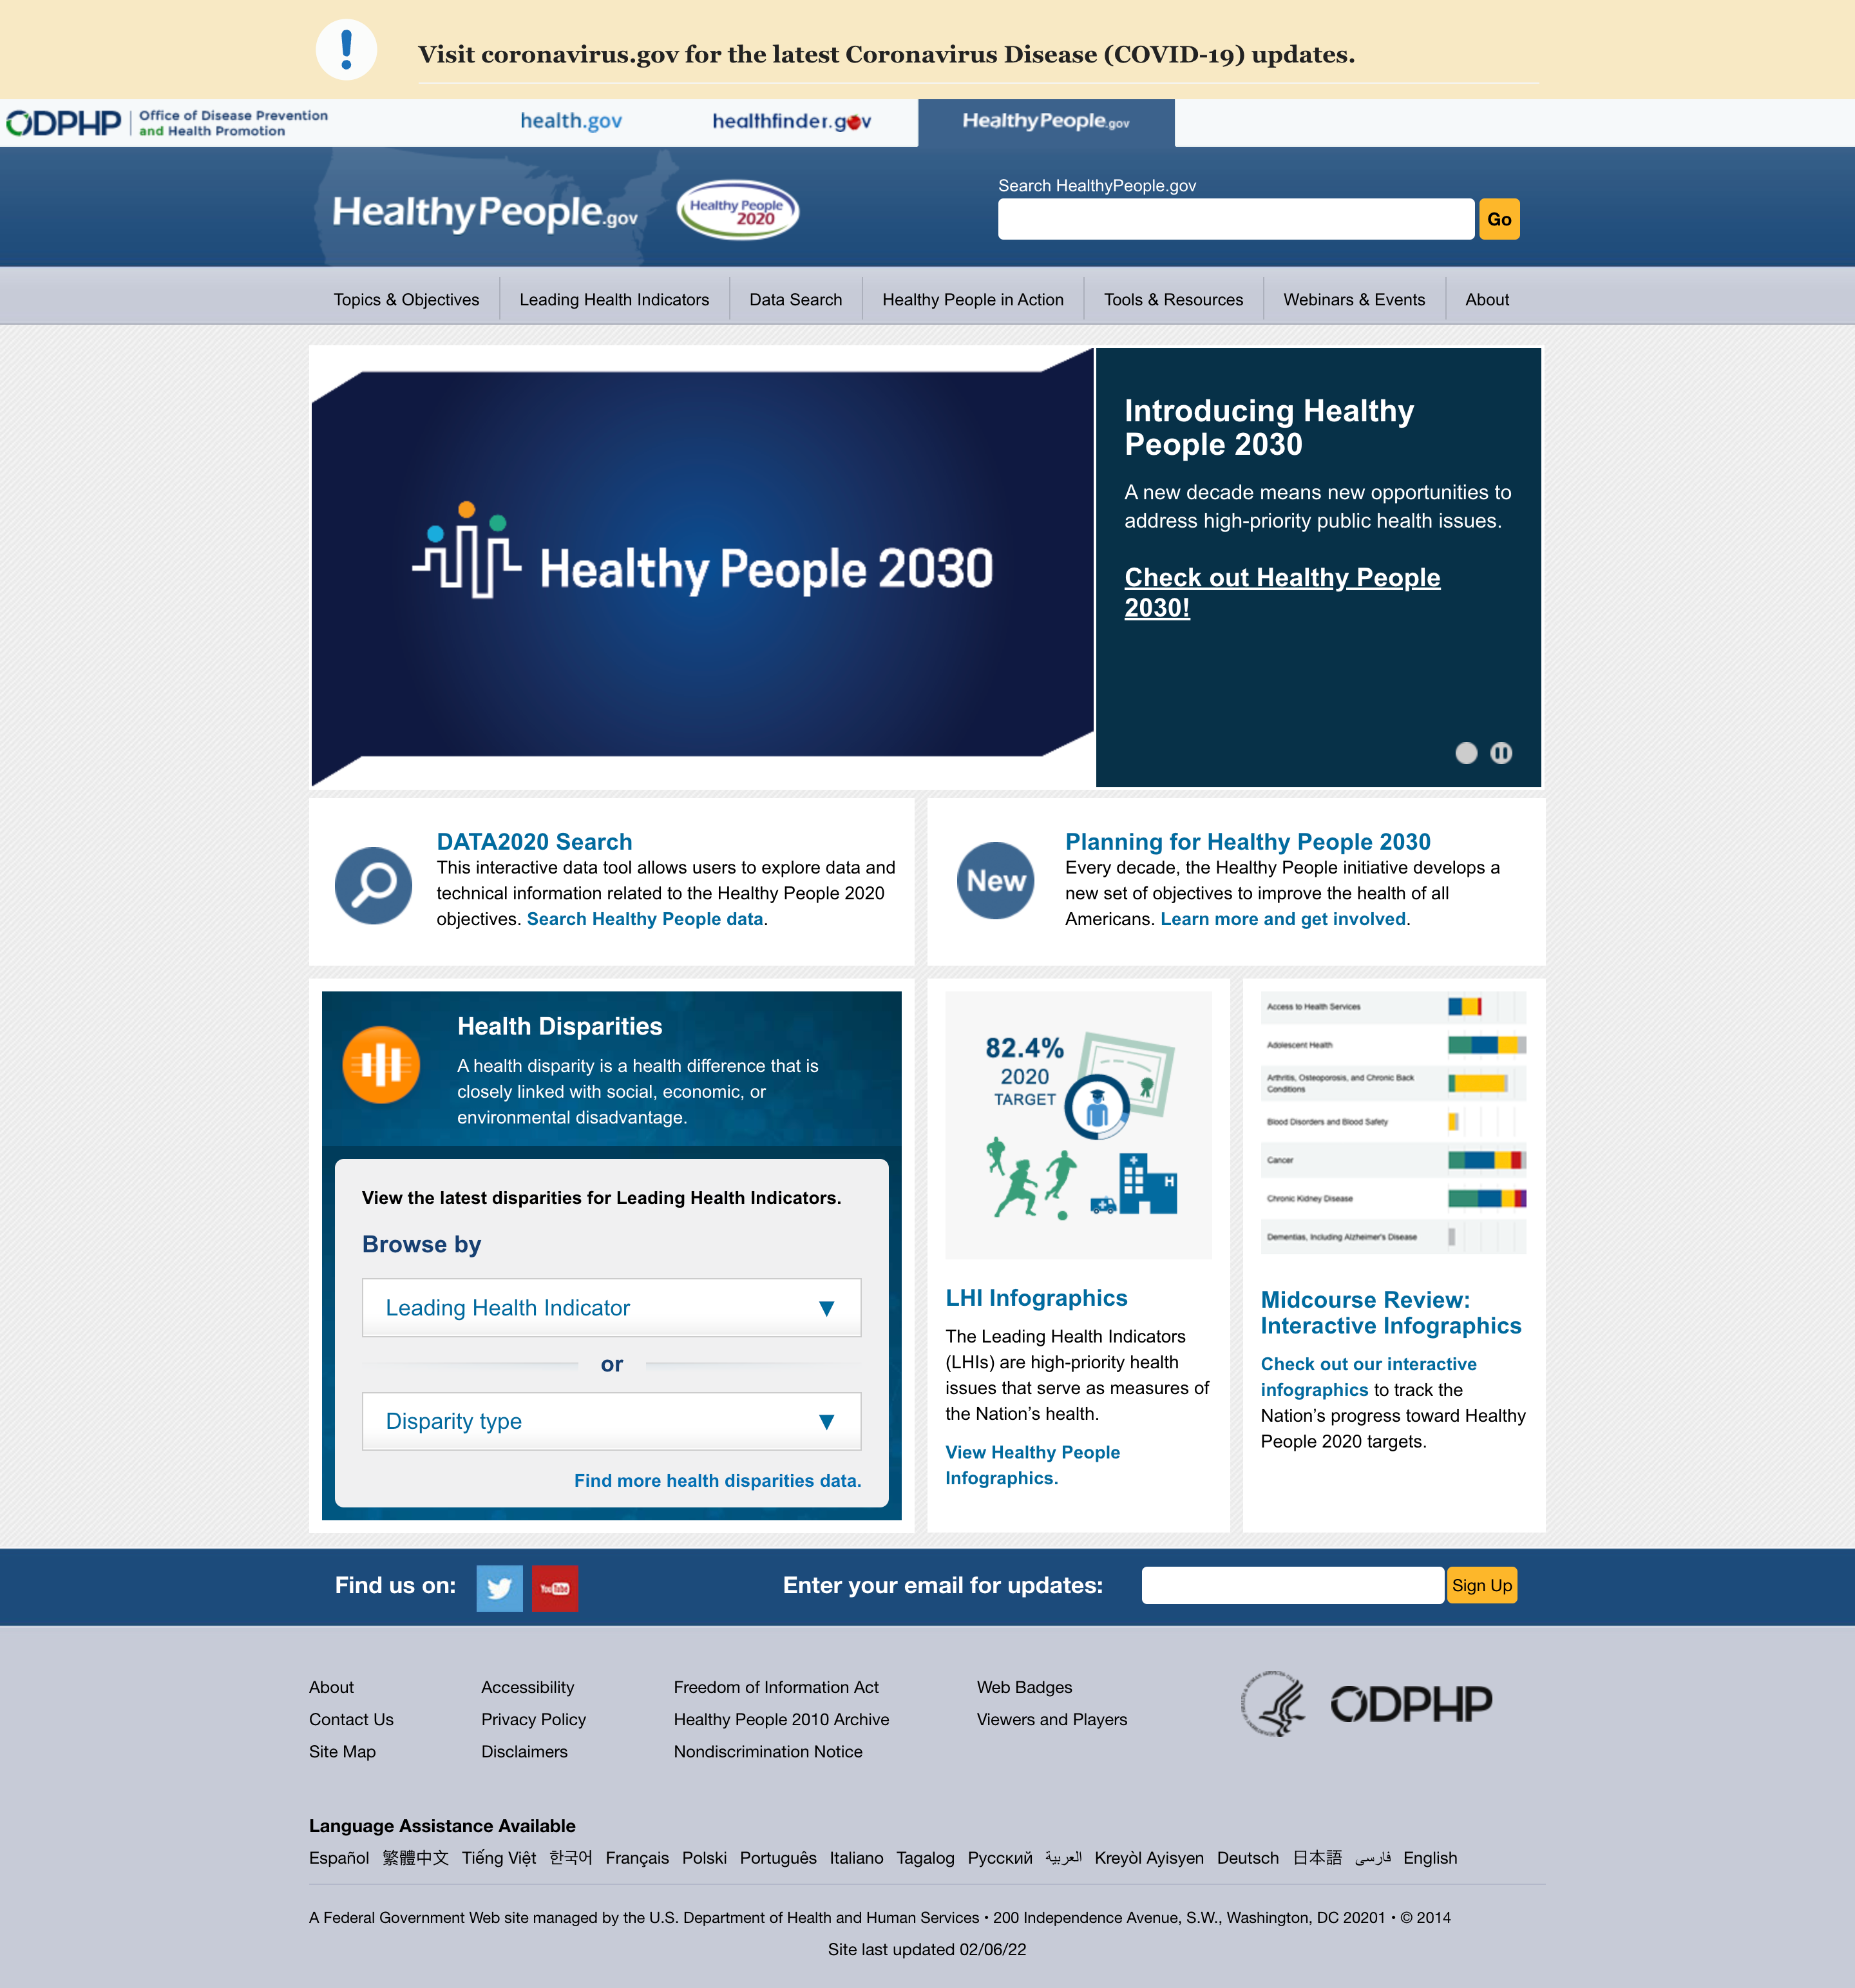 Visit coronavirus.gov for the latest Coronavirus Disease (COVID-19) updates.
ODPHP
Office of Disease Prevention
and Health Promotion
health.gov
healthfinder.gov
HealthyPeople.gov
HealthyPeople.gov
Healthy People
2020
Search HealthyPeople.gov
Go
Topics & Objectives
Leading Health Indicators
Data Search
Healthy People in Action
Tools & Resources
Webinars & Events
About
Healthy People 2030
Introducing Healthy
People 2030
A new decade means new opportunities to
address high-priority public health issues.
Check out Healthy People
2030!
DATA2020 Search
This interactive data tool allows users to explore data and
technical information related to the Healthy People 2020
objectives. Search Healthy People data.
New
Planning for Healthy People 2030
Every decade, the Healthy People initiative develops a
new set of objectives to improve the health of all
Americans. Learn more and get involved.
Health Disparities
A health disparity is a health difference that is
closely linked with social, economic, or
environmental disadvantage.
View the latest disparities for Leading Health Indicators.
Browse by
Leading Health Indicator
▼
or
Disparity type
▼
Find more health disparities data.
82.4%
2020
TARGET
H
LHI Infographics
The Leading Health Indicators
(LHIs) are high-priority health
issues that serve as measures of
the Nation’s health.
View Healthy People
Infographics.
Access to Health Services
Adolescent Health
Arthritis, Osteoporosis, and Chronic Back
Conditions
Blood Disorders and Blood Safety
Cancer
Chronic Kidney Disease
Dementias, Including Alzheimer's Disease
Midcourse Review:
Interactive Infographics
Check out our interactive
infographics to track the
Nation’s progress toward Healthy
People 2020 targets.
Find us on:
YouTube
Enter your email for updates:
Sign Up
About
Contact Us
Site Map
Accessibility
Privacy Policy
Disclaimers
Freedom of Information Act
Healthy People 2010 Archive
Nondiscrimination Notice
Web Badges
Viewers and Players
ODPHP
Language Assistance Available
Español 繁體中文 Tiếng Việt 한국어 Français Polski Português Italiano Tagalog Русский العربية Kreyòl Ayisyen Deutsch 日本語 فارسی English
A Federal Government Web site managed by the U.S. Department of Health and Human Services • 200 Independence Avenue, S.W., Washington, DC 20201 • © 2014
Site last updated 02/06/22